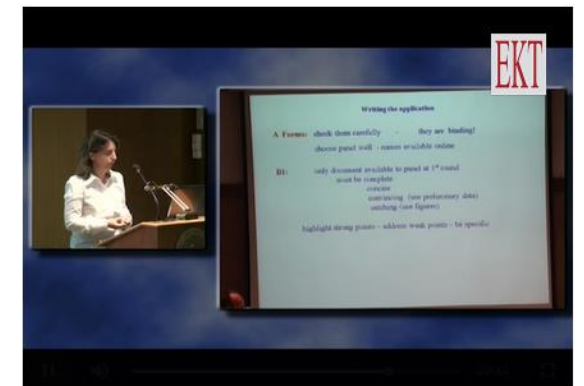 EKT
Writing the application
A Forms: check them carefully - they are binding!
choose panel well - names available online
B1: only document available to panel at 1st round
must be complete
concise
convincing (use preliminary data)
catching (use figures)
highlight strong points – address weak points – be specific